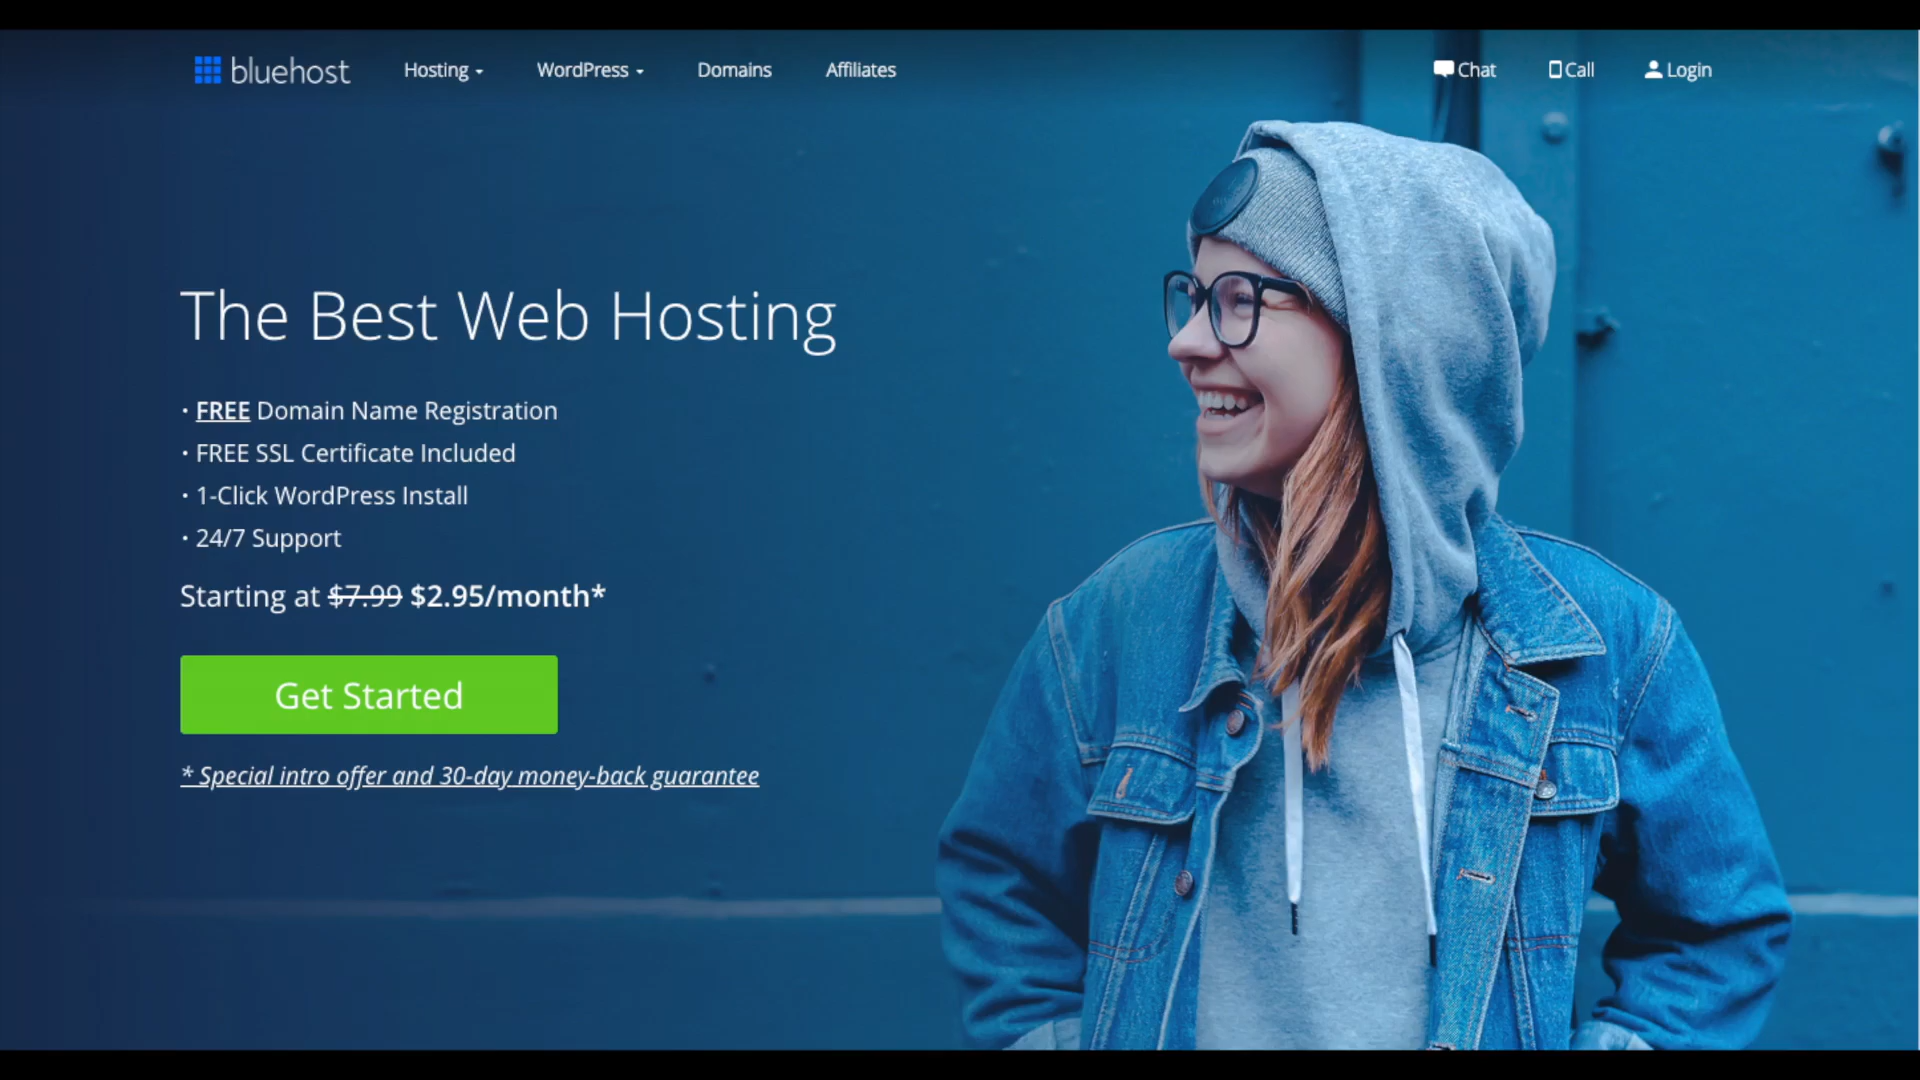 bluehost Hosting WordPress Domains Affiliates Chat Call Login
The Best Web Hosting
· FREE Domain Name Registration
· FREE SSL Certificate Included
· 1-Click WordPress Install
· 24/7 Support
Starting at $7.99 $2.95/month*
Get Started
* Special intro offer and 30-day money-back guarantee